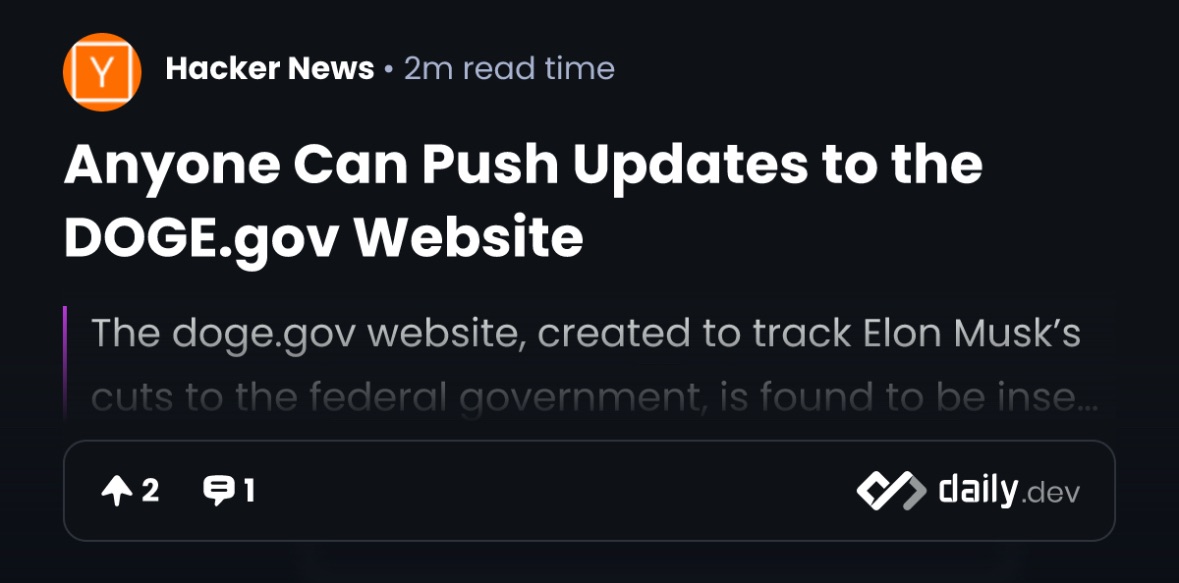 Y
Hacker News • 2m read time
Anyone Can Push Updates to the
DOGE.gov Website
The doge.gov website, created to track Elon Musk’s
cuts to the federal government, is found to be inse...
2 1 daily.dev